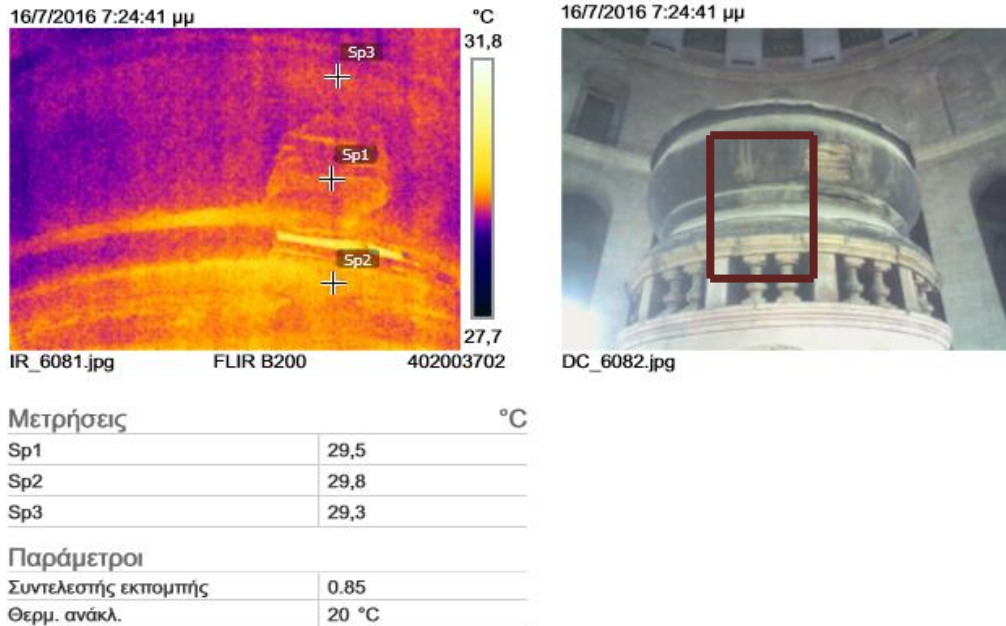 16/7/2016 7:24:41 μμ
°C
31,8
Sp3
Sp1
Sp2
27,7
IR_6081.jpg FLIR B200 402003702
16/7/2016 7:24:41 μμ
DC_6082.jpg
Μετρήσεις °C
Sp1 29,5
Sp2 29,8
Sp3 29,3
Παράμετροι
Συντελεστής εκπομπής 0.85
Θερμ. ανάκλ. 20 °C